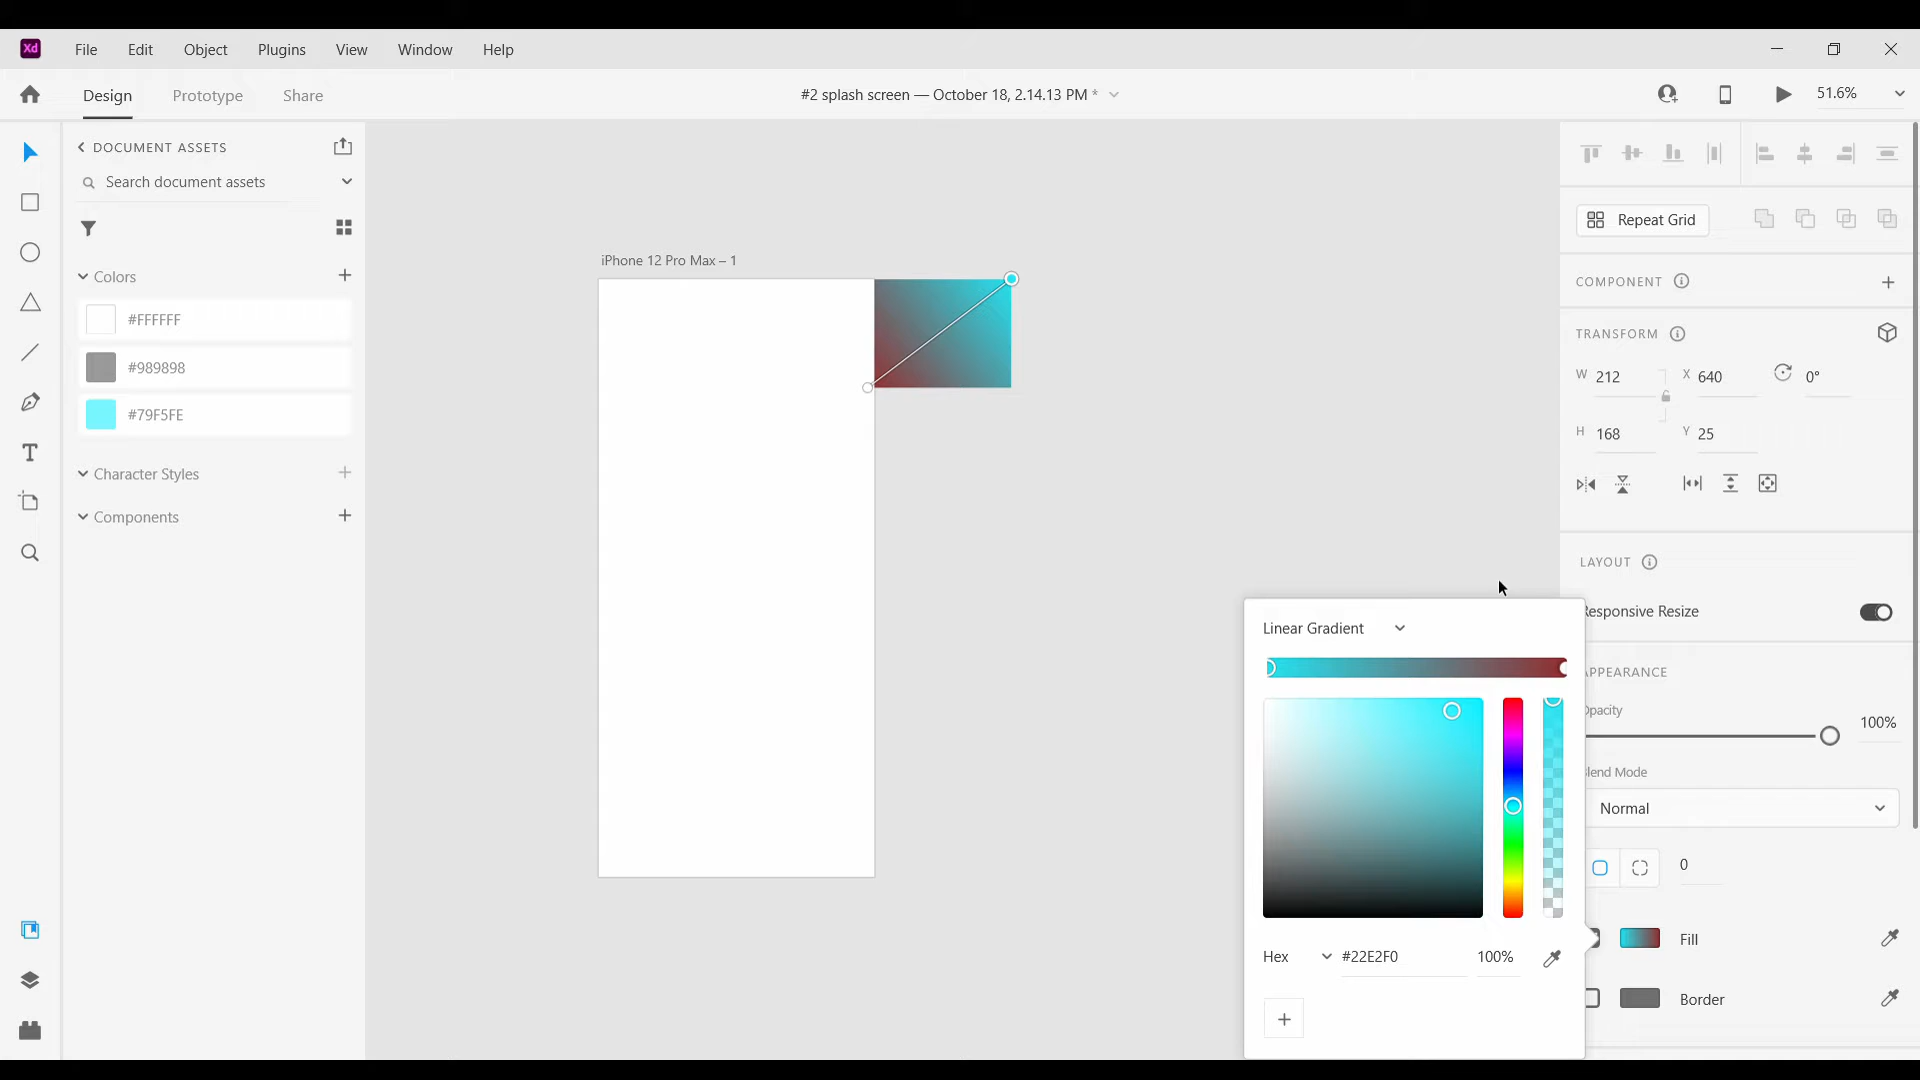 Xd File Edit Object Plugins View Window Help
Design Prototype Share
#2 splash screen — October 18, 2.14.13 PM *
51.6%
DOCUMENT ASSETS
Search document assets
Colors
#FFFFFF
#989898
#79F5FE
Character Styles
Components
T
iPhone 12 Pro Max – 1
Repeat Grid
COMPONENT
TRANSFORM
W 212 X 640 0°
H 168 Y 25
LAYOUT
Responsive Resize
APPEARANCE
Opacity
100%
Blend Mode
Normal
0
Fill
Border
Linear Gradient
Hex #22E2F0 100%